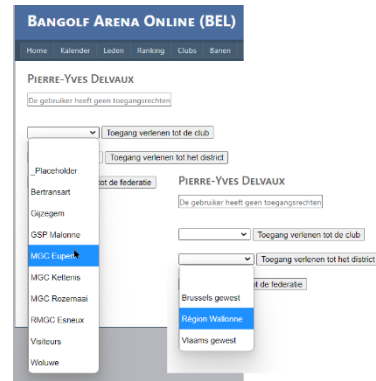 Bangolf Arena Online (BEL)
Home Kalender Leden Ranking Clubs Banen
Pierre-Yves Delvaux
De gebruiker heeft geen toegangsrechten
Toegang verlenen tot de club
Toegang verlenen tot het district
tot de federatie
_Placeholder
Bertransart
Gijzegem
GSP Malonne
MGC Eupen
MGC Kettenis
MGC Rozemaai
RMGC Esneux
Visiteurs
Woluwe
Pierre-Yves Delvaux
De gebruiker heeft geen toegangsrechten
Toegang verlenen tot de club
Toegang verlenen tot het district
t de federatie
Brussels gewest
Région Wallonne
Vlaams gewest